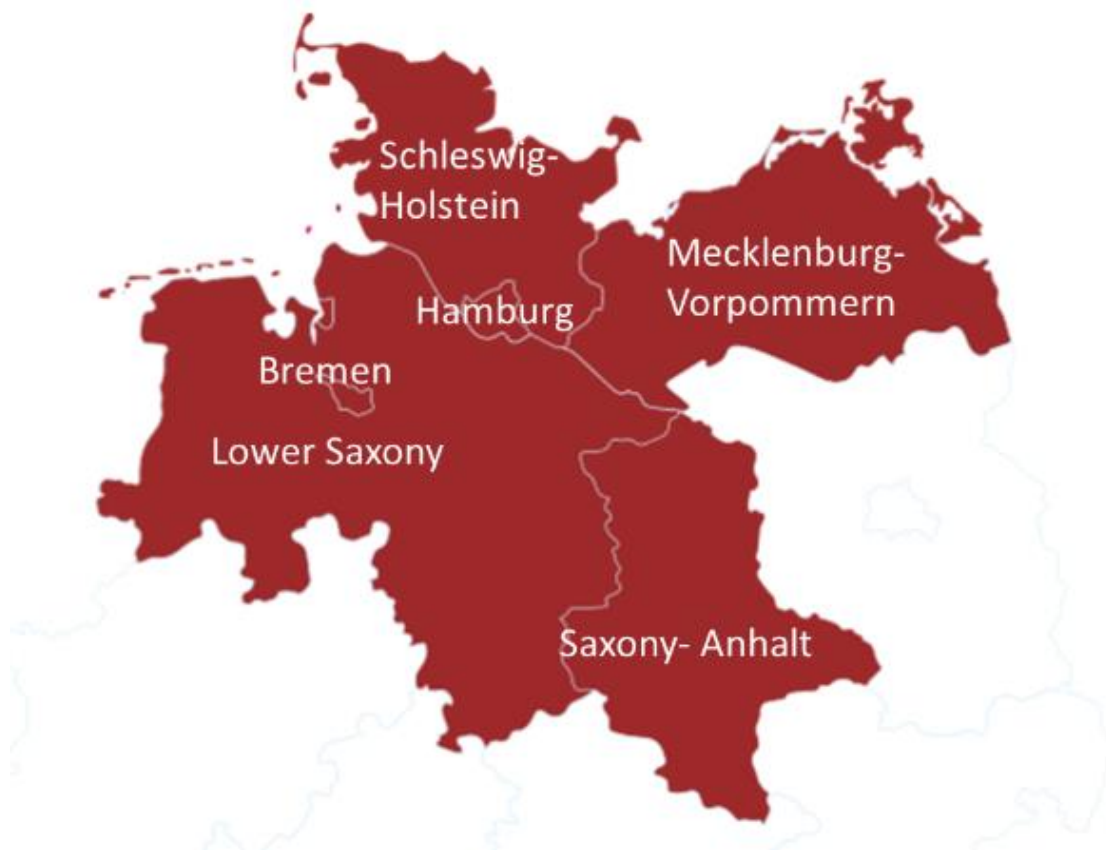 Schleswig-
Holstein
Mecklenburg-
Vorpommern
Hamburg
Bremen
Lower Saxony
Saxony- Anhalt